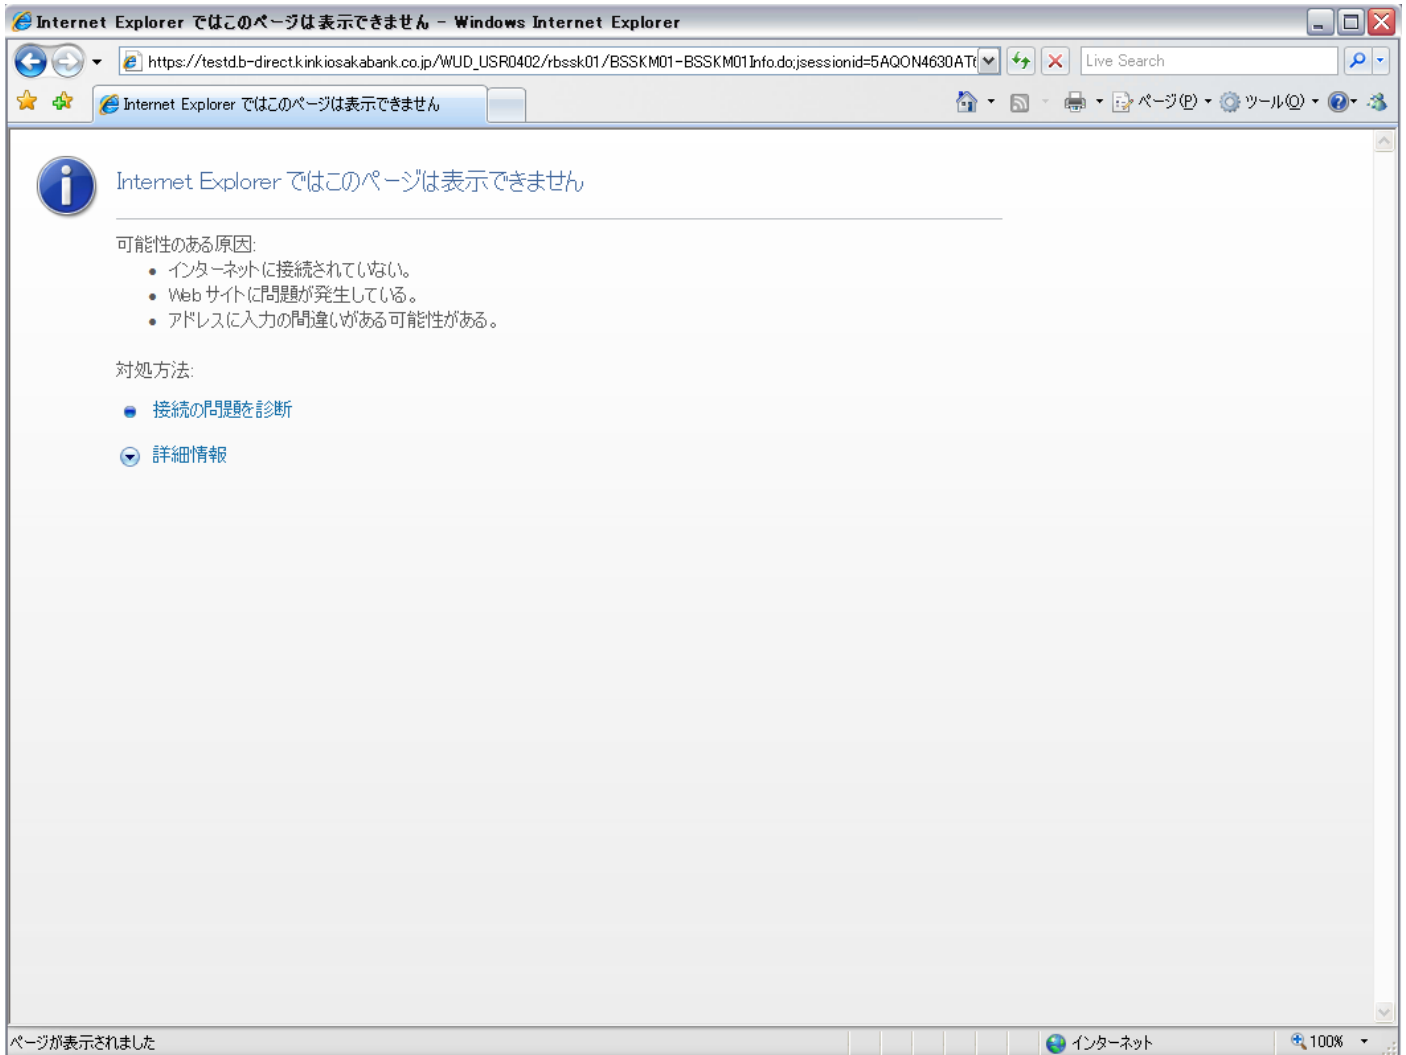 Internet Explorer ではこのページは表示できません - Windows Internet Explorer
https://testd.b-direct.kinkiosakabank.co.jp/WUD_USR0402/rbssk01/BSSKM01-BSSKM01Info.do;jsessionid=5AQON4630AT
Live Search
Internet Explorer ではこのページは表示できません
ページ(P)
ツール(O)
Internet Explorer ではこのページは表示できません
可能性のある原因:
インターネットに接続されていない。
Web サイトに問題が発生している。
アドレスに入力の間違いがある可能性がある。
対処方法:
接続の問題を診断
詳細情報
ページが表示されました
インターネット
100%